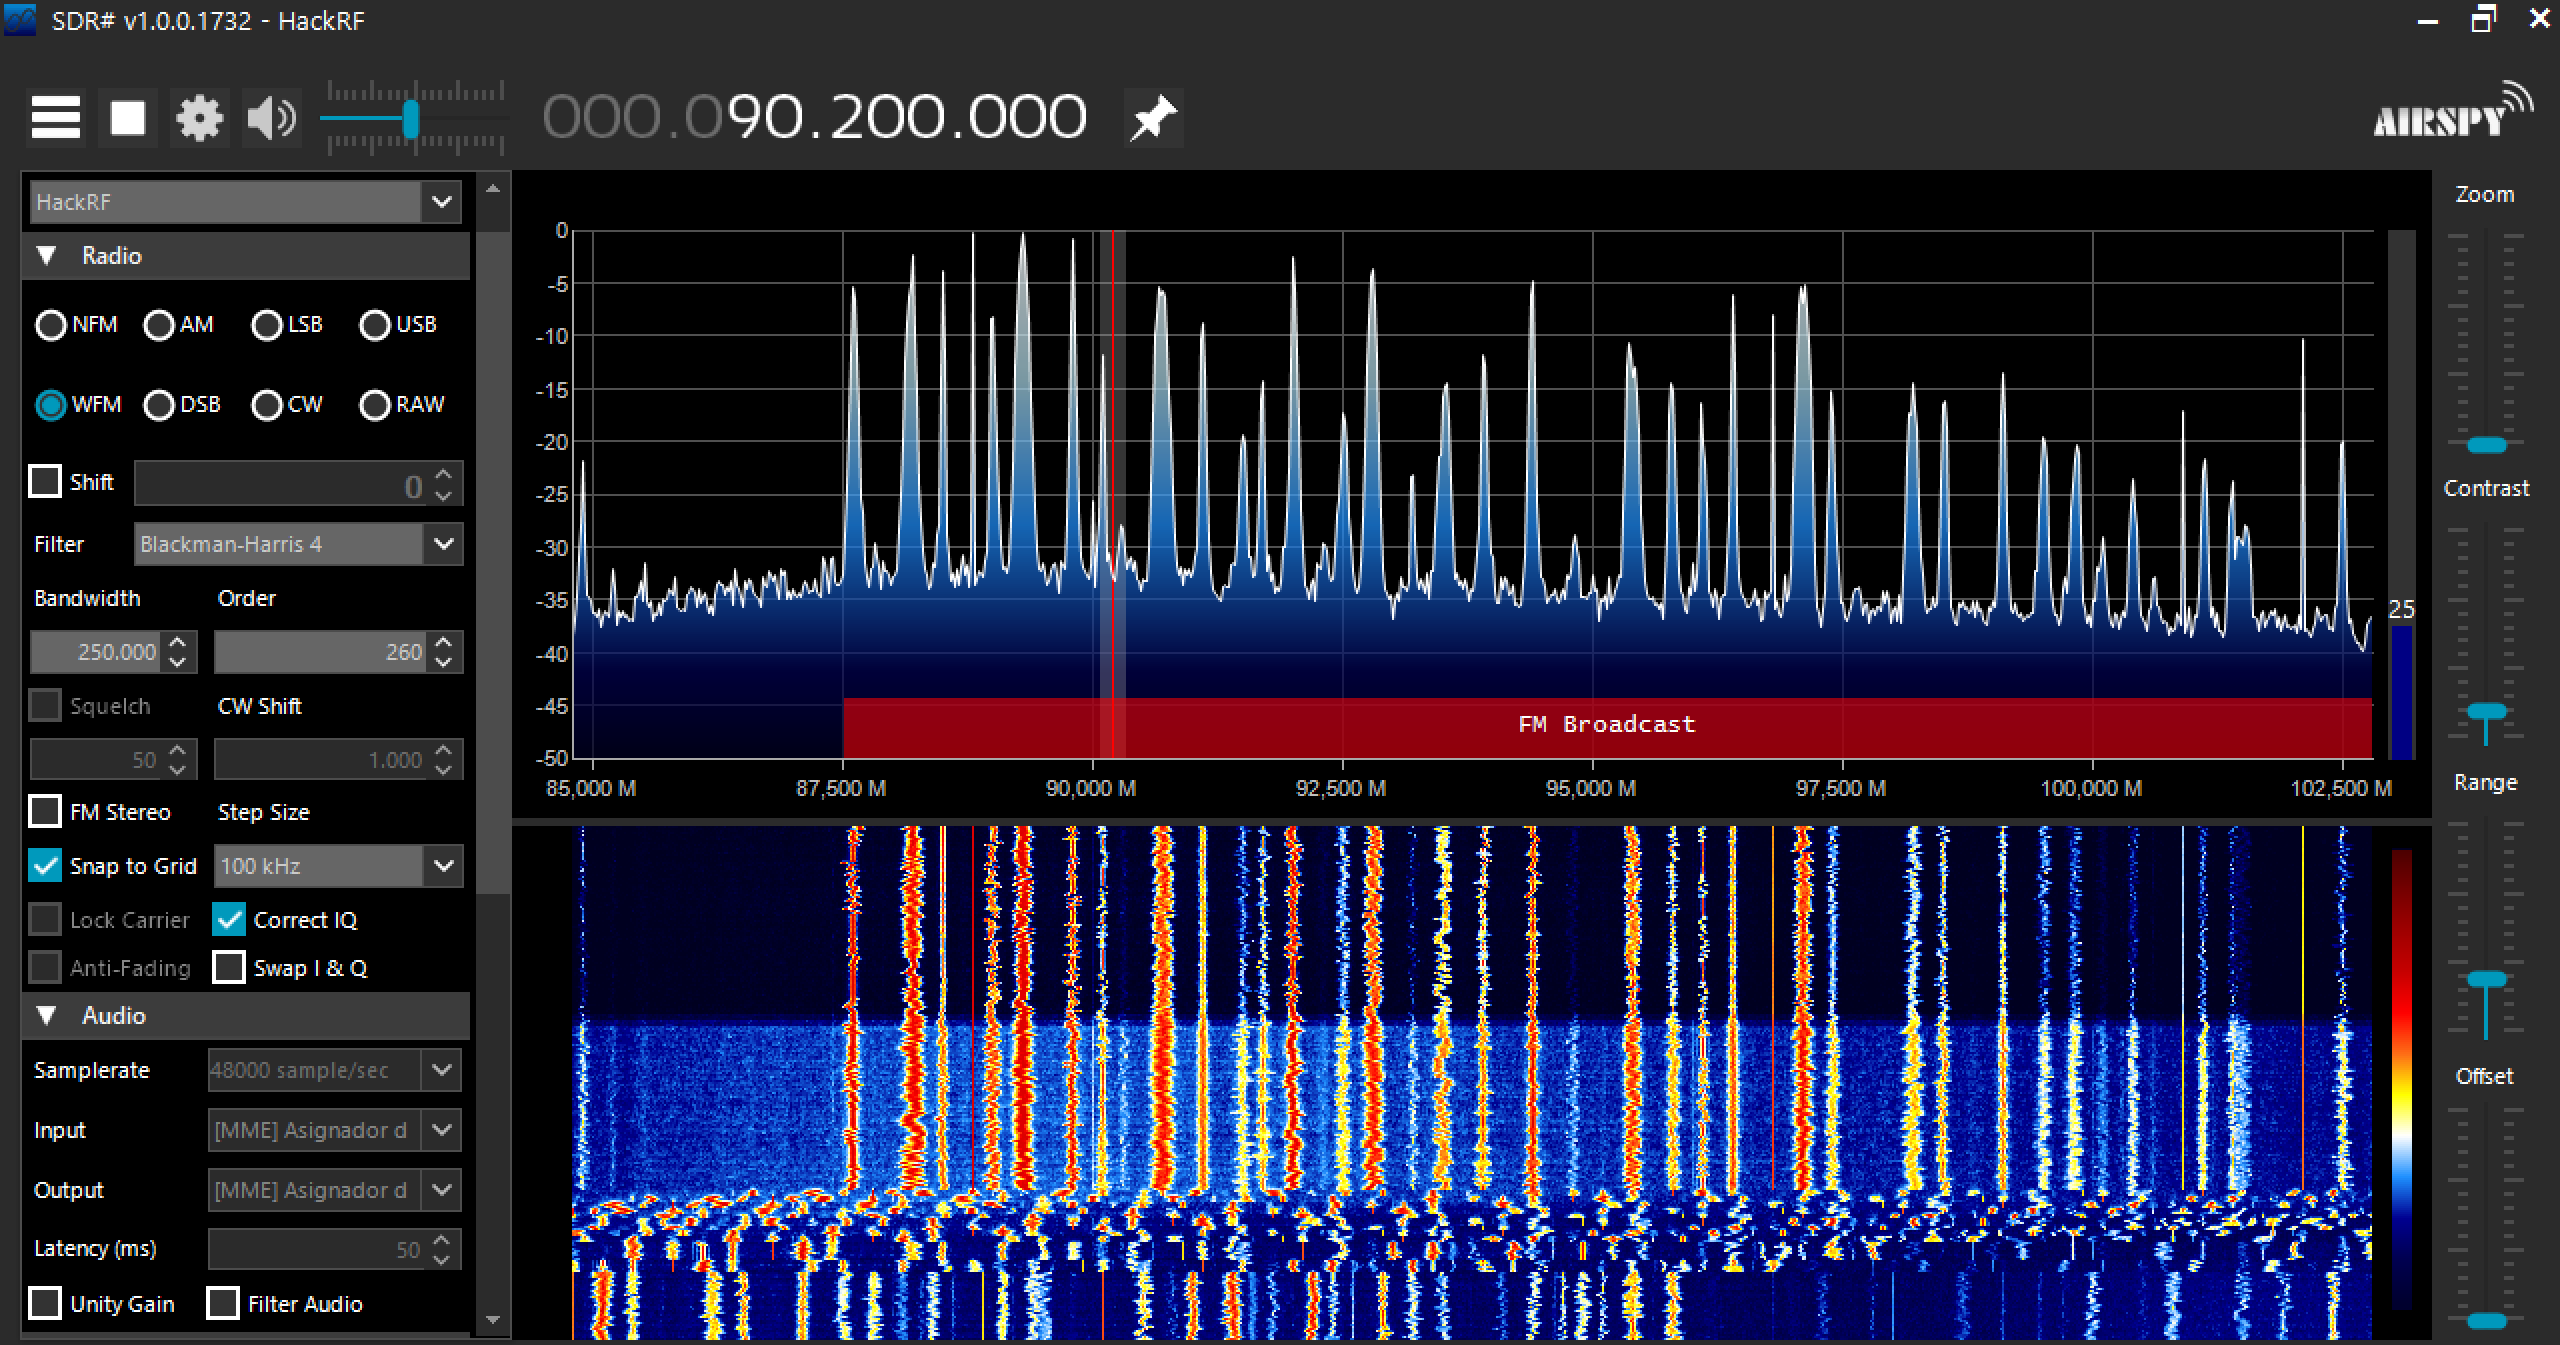 SDR# v1.0.0.1732 - HackRF
000.090.200.000
AIRSPY
HackRF
Radio
NFM AM LSB USB
WFM DSB CW RAW
Shift 0
Filter Blackman-Harris 4
Bandwidth Order
250.000 260
Squelch CW Shift
50 1.000
FM Stereo Step Size
Snap to Grid 100 kHz
Lock Carrier Correct IQ
Anti-Fading Swap I & Q
Audio
Samplerate 48000 sample/sec
Input [MME] Asignador d
Output [MME] Asignador d
Latency (ms) 50
Unity Gain Filter Audio
0
-5
-10
-15
-20
-25
-30
-35
-40
-45
-50
FM Broadcast
85,000 M 87,500 M 90,000 M 92,500 M 95,000 M 97,500 M 100,000 M 102,500 M
25
Zoom
Contrast
Range
Offset